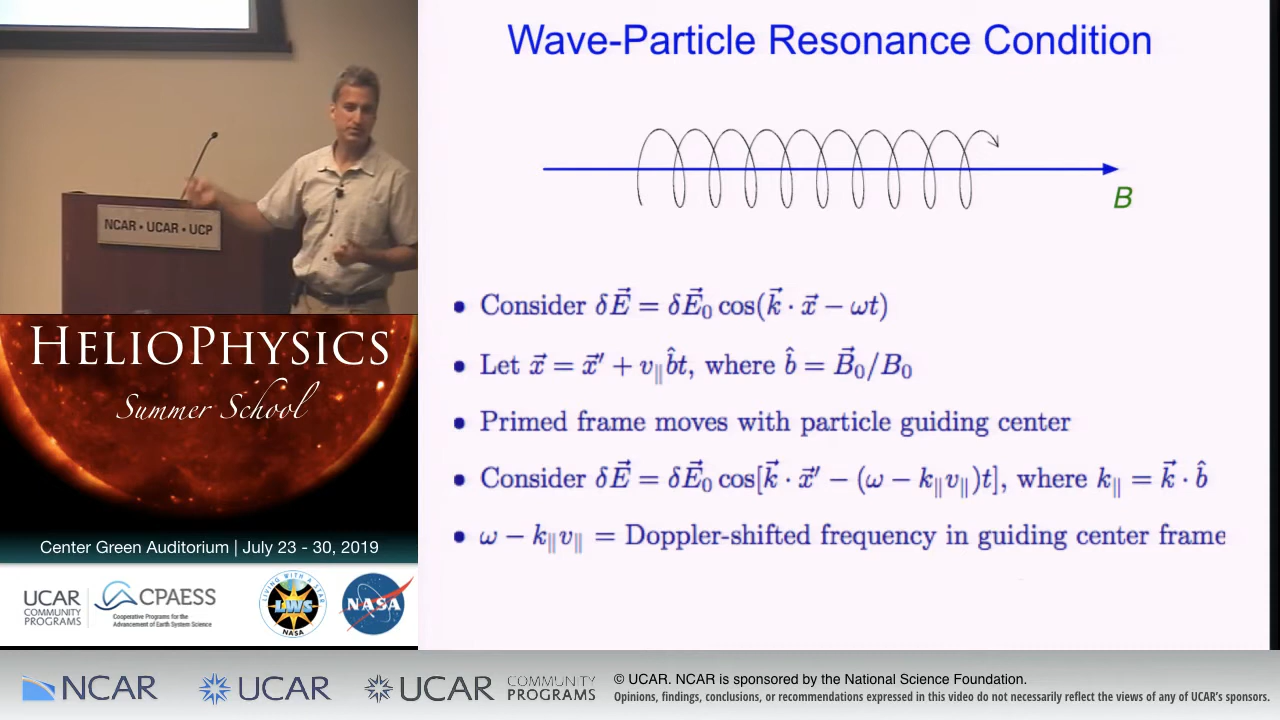 Wave-Particle Resonance Condition
B
• Consider δE⃗ = δE⃗₀ cos(k⃗ · x⃗ − ωt)
• Let x⃗ = x⃗′ + v∥b̂t, where b̂ = B⃗₀/B₀
• Primed frame moves with particle guiding center
• Consider δE⃗ = δE⃗₀ cos[k⃗ · x⃗′ − (ω − k∥v∥)t], where k∥ = k⃗ · b̂
• ω − k∥v∥ = Doppler-shifted frequency in guiding center frame
NCAR • UCAR • UCP
HELIOPHYSICS
Summer School
Center Green Auditorium | July 23 - 30, 2019
UCAR
COMMUNITY
PROGRAMS
CPAESS
Cooperative Programs for the
Advancement of Earth System Science
LIVING WITH A STAR
LWS
NASA
NASA
NCAR
UCAR
UCAR
COMMUNITY
PROGRAMS
© UCAR. NCAR is sponsored by the National Science Foundation.
Opinions, findings, conclusions, or recommendations expressed in this video do not necessarily reflect the views of any of UCAR's sponsors.